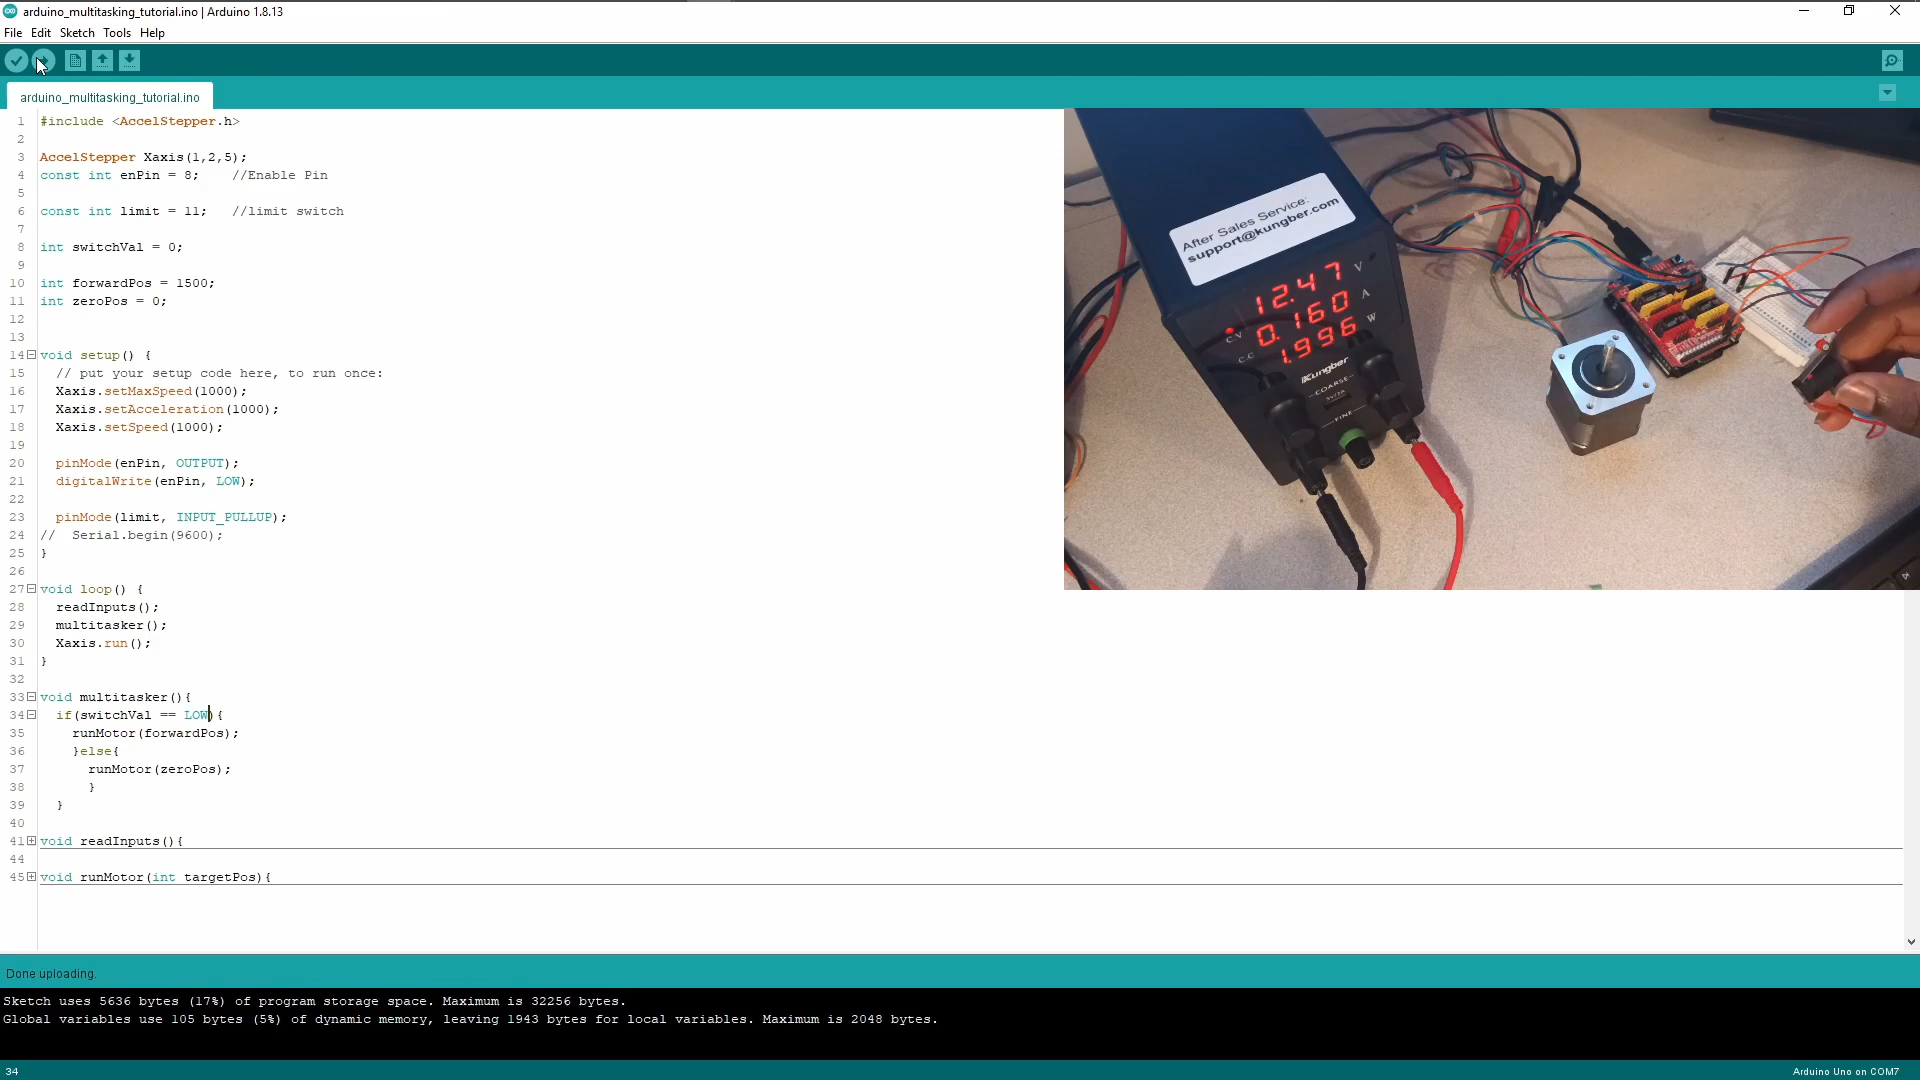 arduino_multitasking_tutorial.ino | Arduino 1.8.13
File Edit Sketch Tools Help
arduino_multitasking_tutorial.ino
1 #include <AccelStepper.h>
2
3 AccelStepper Xaxis(1,2,5);
4 const int enPin = 8; //Enable Pin
5
6 const int limit = 11; //limit switch
7
8 int switchVal = 0;
9
10 int forwardPos = 1500;
11 int zeroPos = 0;
12
13
14 void setup() {
15 // put your setup code here, to run once:
16 Xaxis.setMaxSpeed(1000);
17 Xaxis.setAcceleration(1000);
18 Xaxis.setSpeed(1000);
19
20 pinMode(enPin, OUTPUT);
21 digitalWrite(enPin, LOW);
22
23 pinMode(limit, INPUT_PULLUP);
24 // Serial.begin(9600);
25 }
26
27 void loop() {
28 readInputs();
29 multitasker();
30 Xaxis.run();
31 }
32
33 void multitasker(){
34 if(switchVal == LOW){
35 runMotor(forwardPos);
36 }else{
37 runMotor(zeroPos);
38 }
39 }
40
41 void readInputs(){
44
45 void runMotor(int targetPos){
After Sales Service:
support@kungber.com
12.47 V
0.160 A
1.996 W
C.V
C.C
Kungber
COARSE
FINE
Done uploading.
Sketch uses 5636 bytes (17%) of program storage space. Maximum is 32256 bytes.
Global variables use 105 bytes (5%) of dynamic memory, leaving 1943 bytes for local variables. Maximum is 2048 bytes.
34
Arduino Uno on COM7